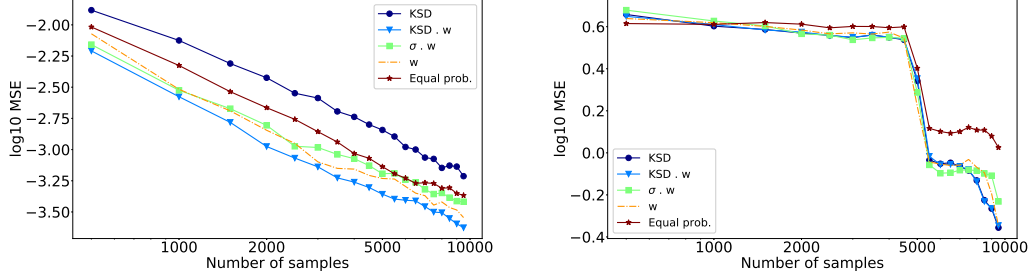 log10 MSE
−2.00
−2.25
−2.50
−2.75
−3.00
−3.25
−3.50
KSD
KSD . w
σ . w
w
Equal prob.
1000 2000 5000 10000
Number of samples
log10 MSE
0.6
0.4
0.2
0.0
−0.2
−0.4
KSD
KSD . w
σ . w
w
Equal prob.
1000 2000 5000 10000
Number of samples